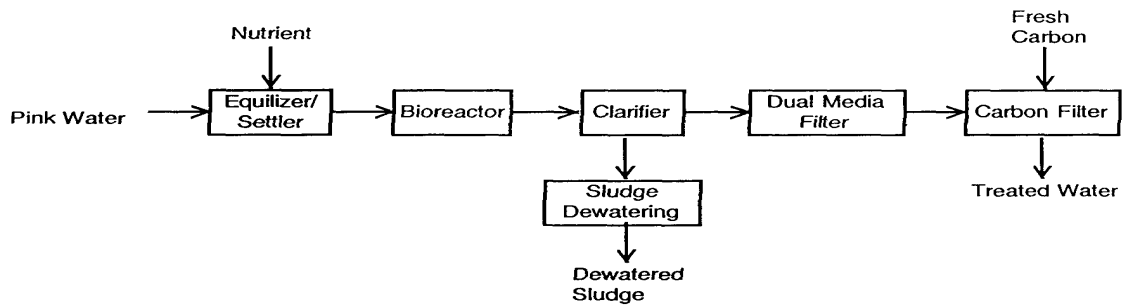 Nutrient
Fresh
Carbon
Pink Water
Equilizer/
Settler
Bioreactor
Clarifier
Dual Media
Filter
Carbon Filter
Sludge
Dewatering
Treated Water
Dewatered
Sludge